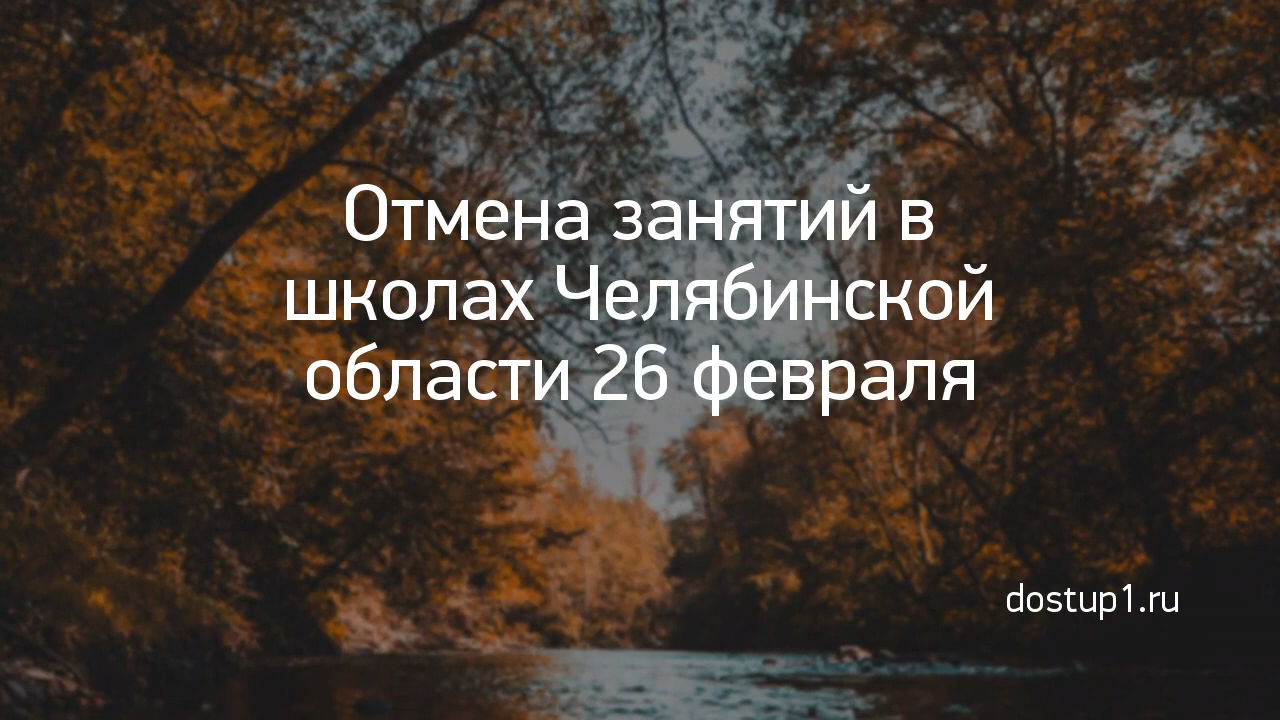 Отмена занятий в
школах Челябинской
области 26 февраля
dostup1.ru